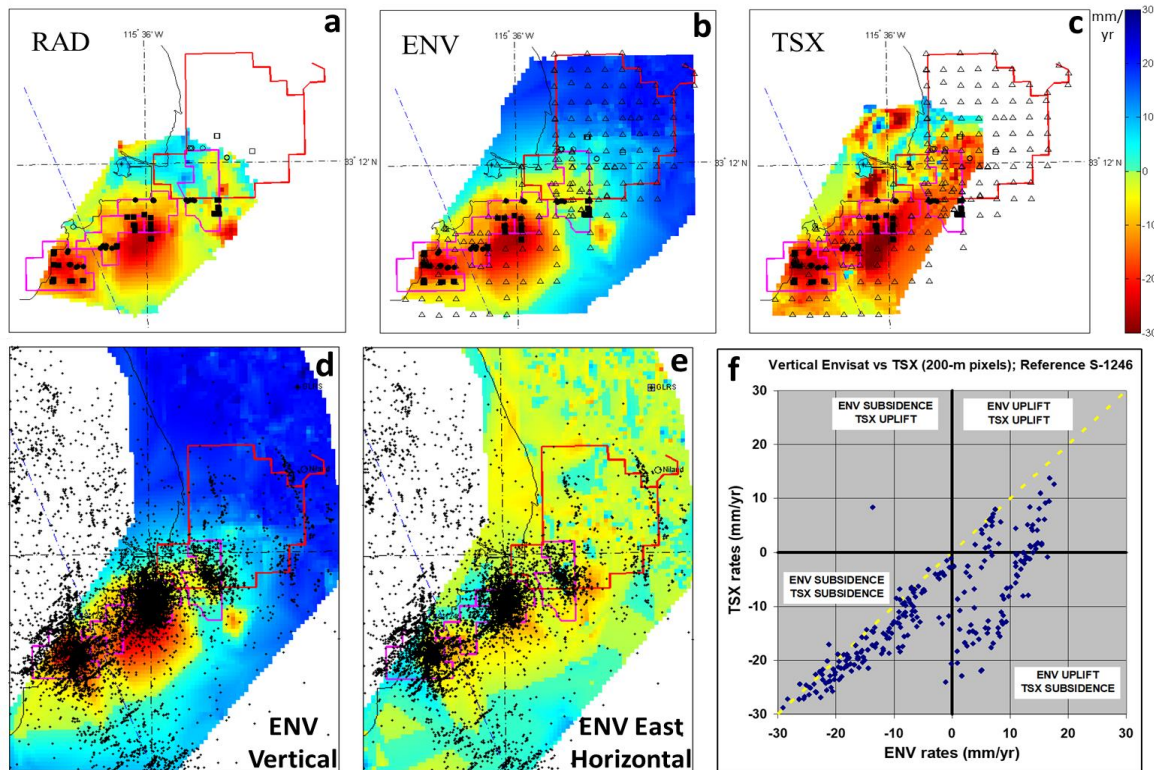 a
RAD
115° 36' W
33° 12' N
b
ENV
115° 36' W
33° 12' N
c
TSX
115° 36' W
33° 12' N
mm/
yr
30
20
10
0
-10
-20
-30
d
GLRS
Niland
ENV
Vertical
e
GLRS
Niland
ENV East
Horizontal
f
Vertical Envisat vs TSX (200-m pixels); Reference S-1246
TSX rates (mm/yr)
30
20
10
0
-10
-20
-30
ENV SUBSIDENCE
TSX UPLIFT
ENV UPLIFT
TSX UPLIFT
ENV SUBSIDENCE
TSX SUBSIDENCE
ENV UPLIFT
TSX SUBSIDENCE
-30 -20 -10 0 10 20 30
ENV rates (mm/yr)